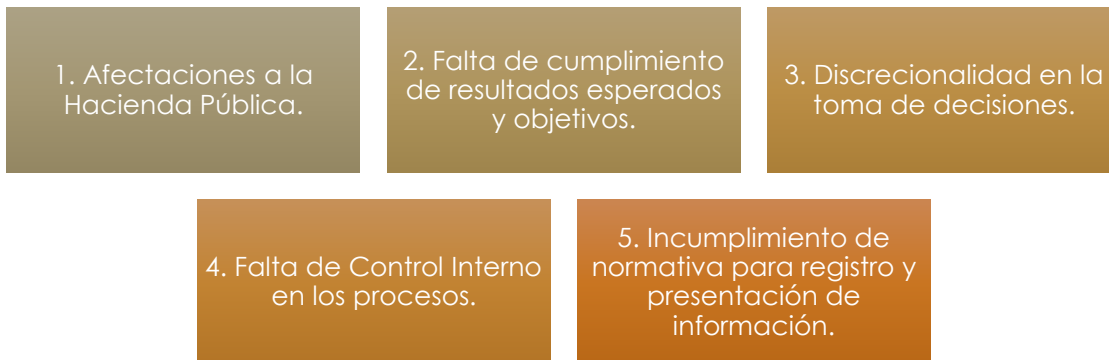 1. Afectaciones a la
Hacienda Pública.
2. Falta de cumplimiento
de resultados esperados
y objetivos.
3. Discrecionalidad en la
toma de decisiones.
4. Falta de Control Interno
en los procesos.
5. Incumplimiento de
normativa para registro y
presentación de
información.